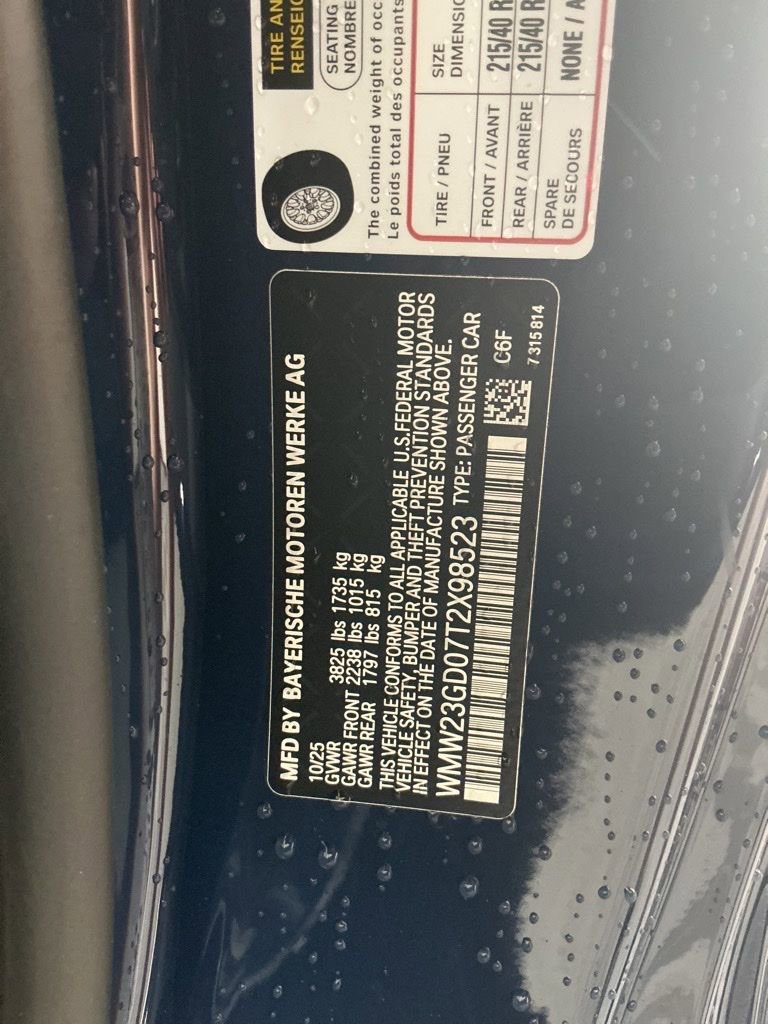 MFD BY BAYERISCHE MOTOREN WERKE AG
10/25
GVWR 3825 lbs 1735 kg
GAWR FRONT 2238 lbs 1015 kg
GAWR REAR 1797 lbs 815 kg
THIS VEHICLE CONFORMS TO ALL APPLICABLE U.S.FEDERAL MOTOR
VEHICLE SAFETY, BUMPER AND THEFT PREVENTION STANDARDS
IN EFFECT ON THE DATE OF MANUFACTURE SHOWN ABOVE.
WMW23GD07T2X98523 TYPE: PASSENGER CAR
C6F
7 315 814
TIRE AN
RENSEIG
SEATING
NOMBRE
The combined weight of occ
Le poids total des occupants
TIRE / PNEU SIZE
DIMENSIO
FRONT / AVANT 215/40 R
REAR / ARRIÈRE 215/40 R
SPARE NONE / A
DE SECOURS